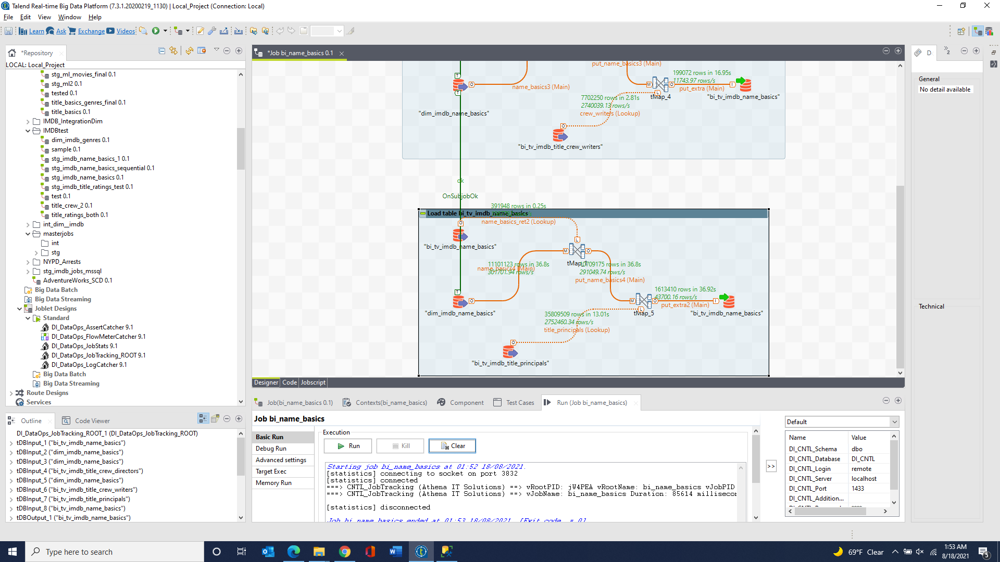 Talend Real-time Big Data Platform (7.3.1.20200219_1130) | Local_Project (Connection: Local)
File Edit View Window Help
Learn Ask Exchange Videos
*Repository
LOCAL: Local_Project
stg_ml_movies_final 0.1
stg_ml2 0.1
tested 0.1
title_basics_genres_final 0.1
title_basics 0.1
IMDB_IntegrationDim
IMDBtest
dim_imdb_genres 0.1
sample 0.1
stg_imdb_name_basics_1 0.1
stg_imdb_name_basics_sequential 0.1
stg_imdb_name_basics 0.1
stg_imdb_title_ratings_test 0.1
test 0.1
title_crew_2 0.1
title_ratings_both 0.1
int_dim__imdb
masterjobs
int
stg
NYPD_Arrests
stg_imdb_jobs_mssql
AdventureWorks_SCD 0.1
Big Data Batch
Big Data Streaming
Joblet Designs
Standard
DI_DataOps_AssertCatcher 9.1
DI_DataOps_FlowMeterCatcher 9.1
DI_DataOps_JobStats 9.1
DI_DataOps_JobTracking_ROOT 9.1
DI_DataOps_LogCatcher 9.1
Big Data Batch
Big Data Streaming
Route Designs
Services
Outline
Code Viewer
DI_DataOps_JobTracking_ROOT_1 (DI_DataOps_JobTracking_ROOT)
tDBInput_1 ("bi_tv_imdb_name_basics")
tDBInput_2 ("dim_imdb_name_basics")
tDBInput_3 ("dim_imdb_name_basics")
tDBInput_4 ("bi_tv_imdb_title_crew_directors")
tDBInput_5 ("dim_imdb_name_basics")
tDBInput_6 ("bi_tv_imdb_title_crew_writers")
tDBInput_7 ("bi_tv_imdb_title_principals")
tDBInput_8 ("bi_tv_imdb_name_basics")
tDBOutput_1 ("bi_tv_imdb_name_basics")
*Job bi_name_basics 0.1
put_name_basics3 (Main)
199072 rows in 16.95s
11743.97 rows/s
put_extra (Main)
name_basics3 (Main)
tMap_4
"bi_tv_imdb_name_basics"
7702250 rows in 2.81s
2740039.13 rows/s
crew_writers (Lookup)
"dim_imdb_name_basics"
"bi_tv_imdb_title_crew_writers"
ok
OnSubjobOk
391948 rows in 0.25s
Load table bi_tv_imdb_name_basics
name_basics_ret2 (Lookup)
"bi_tv_imdb_name_basics"
11101123 rows in 36.8s
name_basics4 (Main)
301701.94 rows/s
tMap_1
10709175 rows in 36.8s
291049.74 rows/s
put_name_basics4 (Main)
1613410 rows in 36.92s
43700.16 rows/s
put_extra2 (Main)
"dim_imdb_name_basics"
tMap_5
"bi_tv_imdb_name_basics"
35809509 rows in 13.01s
2752460.34 rows/s
title_principals (Lookup)
"bi_tv_imdb_title_principals"
Designer Code Jobscript
Job(bi_name_basics 0.1) Contexts(bi_name_basics) Component Test Cases Run (Job bi_name_basics)
Job bi_name_basics
Basic Run
Debug Run
Advanced settings
Target Exec
Memory Run
Execution
Run Kill Clear
Starting job bi_name_basics at 01:52 18/08/2021.
[statistics] connecting to socket on port 3832
[statistics] connected
===> CNTL_JobTracking (Athena IT Solutions) ==> vRootPID: jW4PEA vRootName: bi_name_basics vJobPID
===> CNTL_JobTracking (Athena IT Solutions) ==> vJobName: bi_name_basics Duration: 85614 millisecor
[statistics] disconnected
Job bi_name_basics ended at 01:53 18/08/2021. [Exit code = 0]
Default
Name Value
DI_CNTL_Schema dbo
DI_CNTL_Database DI_CNTL
DI_CNTL_Login remote
DI_CNTL_Server localhost
DI_CNTL_Port 1433
DI_CNTL_Addition...
D
2
General
No detail available
Technical
Type here to search
69°F Clear
1:53 AM
8/18/2021
5